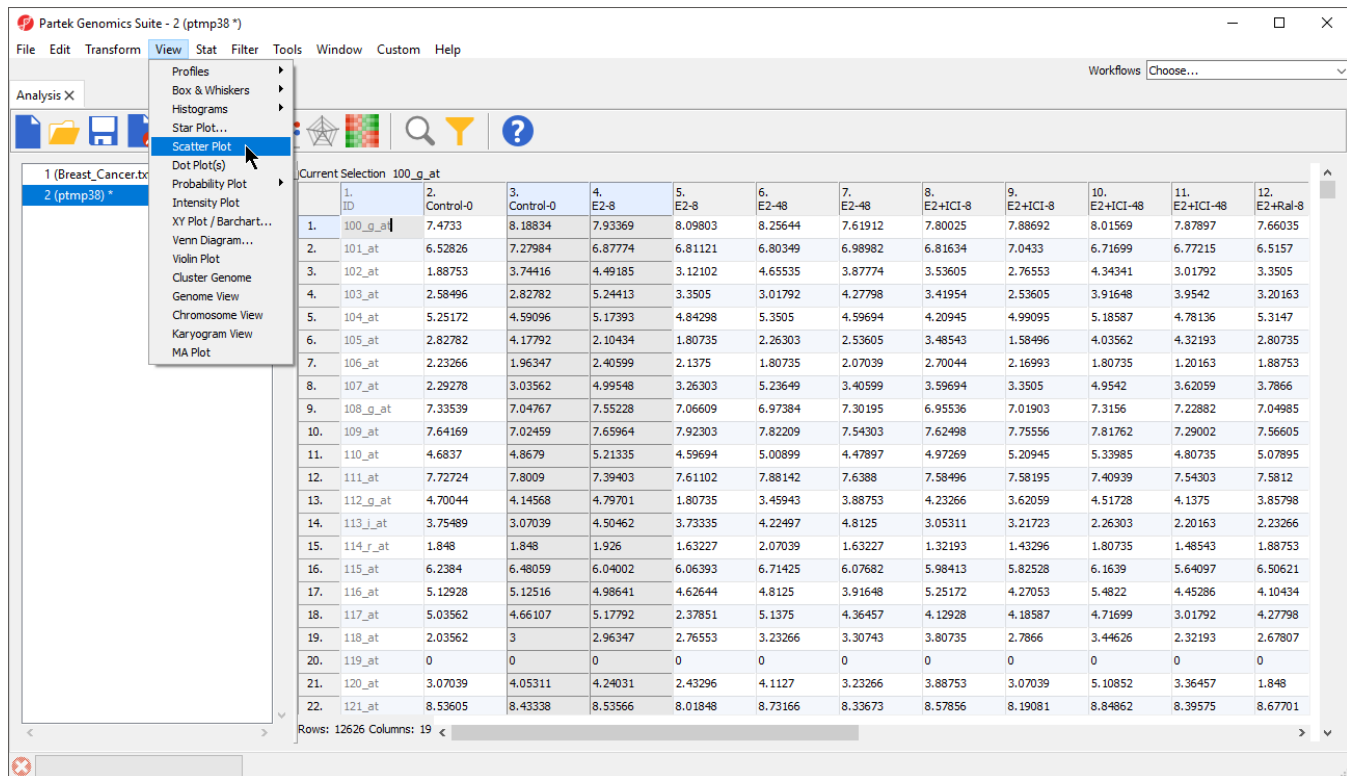 Partek Genomics Suite - 2 (ptmp38 *)
File Edit Transform View Stat Filter Tools Window Custom Help
Workflows Choose...
Analysis X
Profiles
Box & Whiskers
Histograms
Star Plot...
Scatter Plot
Dot Plot(s)
Probability Plot
Intensity Plot
XY Plot / Barchart...
Venn Diagram...
Violin Plot
Cluster Genome
Genome View
Chromosome View
Karyogram View
MA Plot
1 (Breast_Cancer.tx
2 (ptmp38) *
Current Selection 100_g_at
1. 2. 3. 4. 5. 6. 7. 8. 9. 10. 11. 12.
ID Control-0 Control-0 E2-8 E2-8 E2-48 E2-48 E2+ICI-8 E2+ICI-8 E2+ICI-48 E2+ICI-48 E2+Ral-8
1. 100_g_at 7.4733 8.18834 7.93369 8.09803 8.25644 7.61912 7.80025 7.88692 8.01569 7.87897 7.66035
2. 101_at 6.52826 7.27984 6.87774 6.81121 6.80349 6.98982 6.81634 7.0433 6.71699 6.77215 6.5157
3. 102_at 1.88753 3.74416 4.49185 3.12102 4.65535 3.87774 3.53605 2.76553 4.34341 3.01792 3.3505
4. 103_at 2.58496 2.82782 5.24413 3.3505 3.01792 4.27798 3.41954 2.53605 3.91648 3.9542 3.20163
5. 104_at 5.25172 4.59096 5.17393 4.84298 5.3505 4.59694 4.20945 4.99095 5.18587 4.78136 5.3147
6. 105_at 2.82782 4.17792 2.10434 1.80735 2.26303 2.53605 3.48543 1.58496 4.03562 4.32193 2.80735
7. 106_at 2.23266 1.96347 2.40599 2.1375 1.80735 2.07039 2.70044 2.16993 1.80735 1.20163 1.88753
8. 107_at 2.29278 3.03562 4.99548 3.26303 5.23649 3.40599 3.59694 3.3505 4.9542 3.62059 3.7866
9. 108_g_at 7.33539 7.04767 7.55228 7.06609 6.97384 7.30195 6.95536 7.01903 7.3156 7.22882 7.04985
10. 109_at 7.64169 7.02459 7.65964 7.92303 7.82209 7.54303 7.62498 7.75556 7.81762 7.29002 7.56605
11. 110_at 4.6837 4.8679 5.21335 4.59694 5.00899 4.47897 4.97269 5.20945 5.33985 4.80735 5.07895
12. 111_at 7.72724 7.8009 7.39403 7.61102 7.88142 7.6388 7.58496 7.58195 7.40939 7.54303 7.5812
13. 112_g_at 4.70044 4.14568 4.79701 1.80735 3.45943 3.88753 4.23266 3.62059 4.51728 4.1375 3.85798
14. 113_i_at 3.75489 3.07039 4.50462 3.73335 4.22497 4.8125 3.05311 3.21723 2.26303 2.20163 2.23266
15. 114_r_at 1.848 1.848 1.926 1.63227 2.07039 1.63227 1.32193 1.43296 1.80735 1.48543 1.88753
16. 115_at 6.2384 6.48059 6.04002 6.06393 6.71425 6.07682 5.98413 5.82528 6.1639 5.64097 6.50621
17. 116_at 5.12928 5.12516 4.98641 4.62644 4.8125 3.91648 5.25172 4.27053 5.4822 4.45286 4.10434
18. 117_at 5.03562 4.66107 5.17792 2.37851 5.1375 4.36457 4.12928 4.18587 4.71699 3.01792 4.27798
19. 118_at 2.03562 3 2.96347 2.76553 3.23266 3.30743 3.80735 2.7866 3.44626 2.32193 2.67807
20. 119_at 0 0 0 0 0 0 0 0 0 0 0
21. 120_at 3.07039 4.05311 4.24031 2.43296 4.1127 3.23266 3.88753 3.07039 5.10852 3.36457 1.848
22. 121_at 8.53605 8.43338 8.53566 8.01848 8.73166 8.33673 8.57856 8.19081 8.84862 8.39575 8.67701
Rows: 12626 Columns: 19